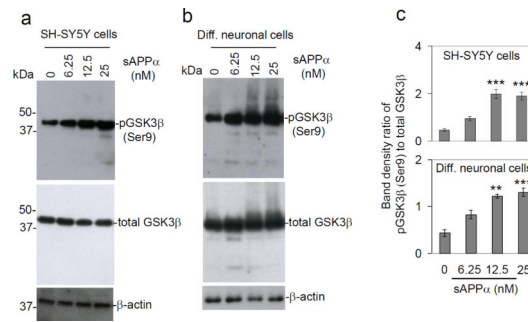 a
SH-SY5Y cells
sAPPα
(nM)
kDa
0
6.25
12.5
25
50-
37-
pGSK3β
(Ser9)
50-
37-
total GSK3β
37-
β-actin
b
Diff. neuronal cells
kDa
0
6.25
12.5
25
pGSK3β
(Ser9)
total GSK3β
β-actin
c
Band density ratio of
pGSK3β (Ser9) to total GSK3β
3
SH-SY5Y cells
***
***
2
1
0
2
Diff. neuronal cells
**
***
1
0
0 6.25 12.5 25
sAPPα (nM)